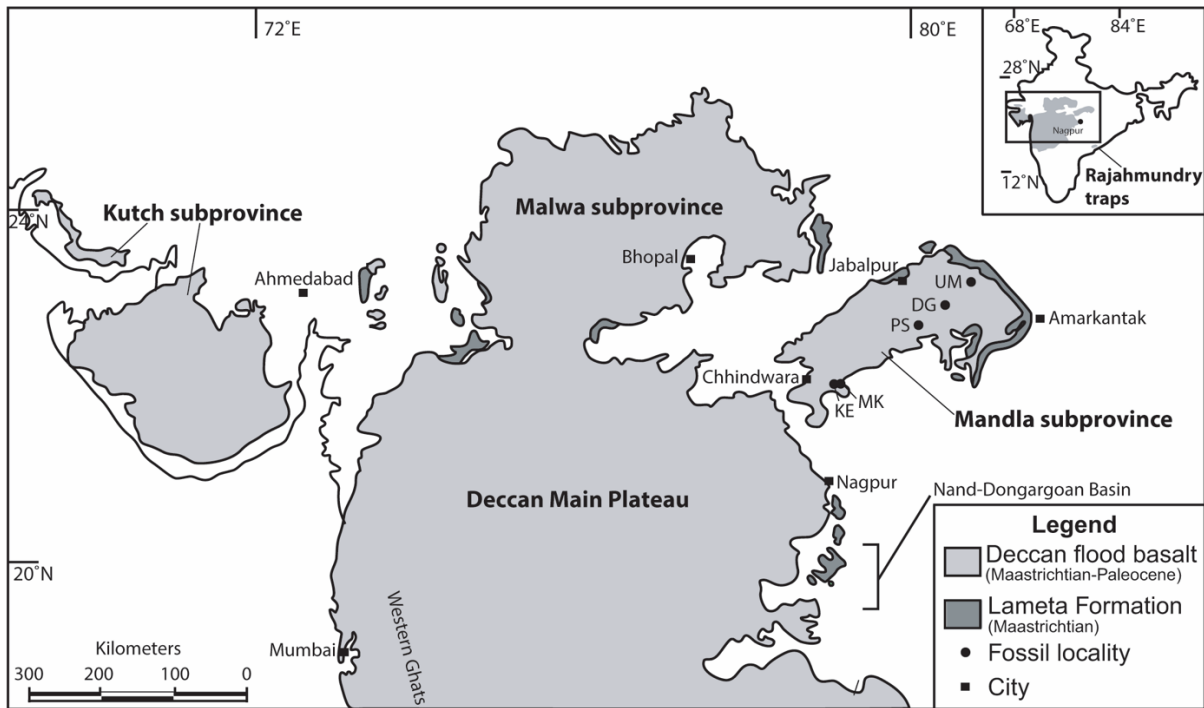 72˚E
80˚E
68˚E
84˚E
28˚N
Nagpur
12˚N
Rajahmundry
traps
24˚N
Kutch subprovince
Malwa subprovince
Ahmedabad
Bhopal
Jabalpur
UM
DG
PS
Amarkantak
Chhindwara
KE
MK
Mandla subprovince
Deccan Main Plateau
Nagpur
Nand-Dongargoan Basin
20˚N
Western Ghats
Mumbai
Kilometers
300 200 100 0
Legend
Deccan flood basalt
(Maastrichtian-Paleocene)
Lameta Formation
(Maastrichtian)
Fossil locality
City